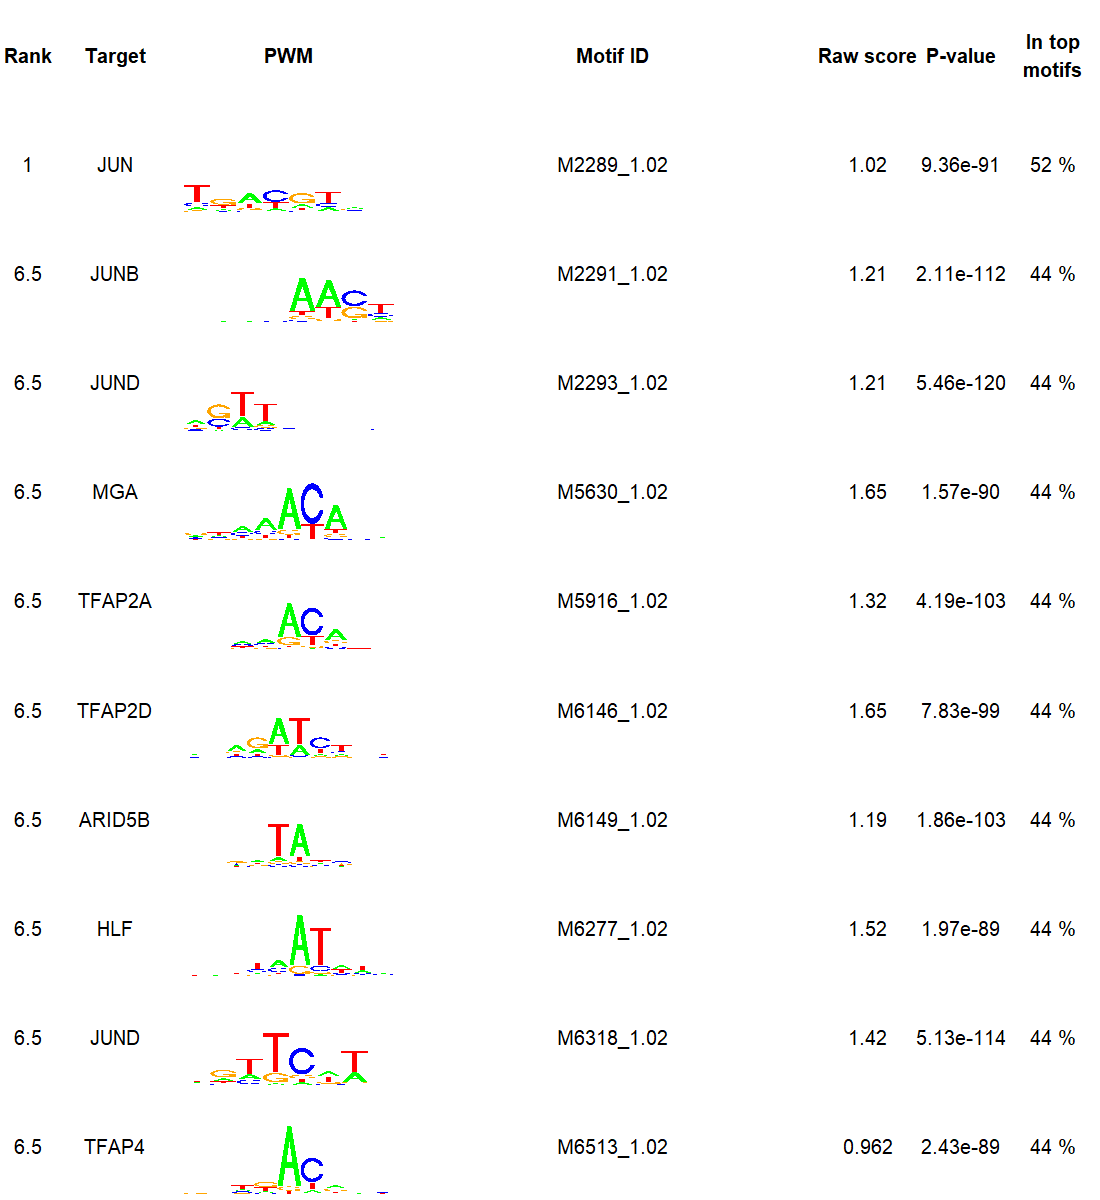 Rank Target PWM Motif ID Raw score P-value In top motifs
1 JUN M2289_1.02 1.02 9.36e-91 52 %
6.5 JUNB M2291_1.02 1.21 2.11e-112 44 %
6.5 JUND M2293_1.02 1.21 5.46e-120 44 %
6.5 MGA M5630_1.02 1.65 1.57e-90 44 %
6.5 TFAP2A M5916_1.02 1.32 4.19e-103 44 %
6.5 TFAP2D M6146_1.02 1.65 7.83e-99 44 %
6.5 ARID5B M6149_1.02 1.19 1.86e-103 44 %
6.5 HLF M6277_1.02 1.52 1.97e-89 44 %
6.5 JUND M6318_1.02 1.42 5.13e-114 44 %
6.5 TFAP4 M6513_1.02 0.962 2.43e-89 44 %